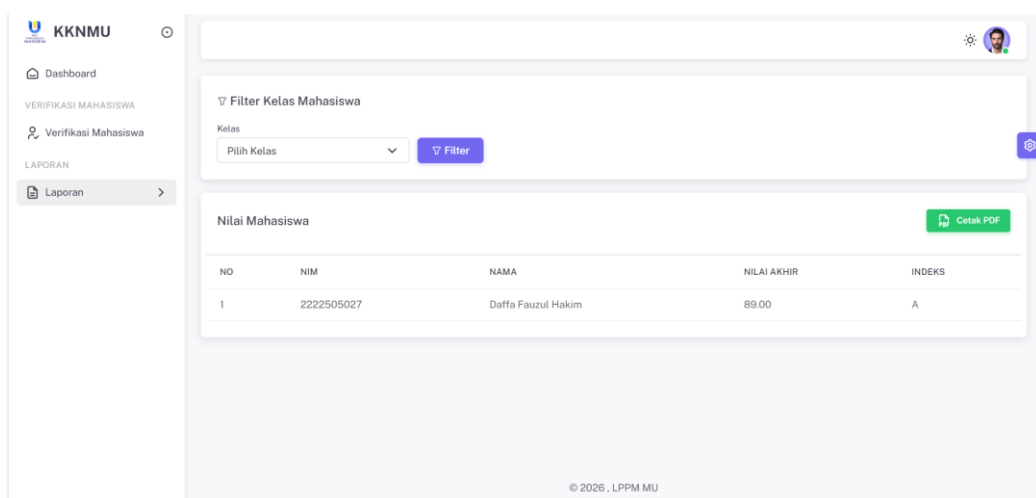 KKNMU
Dashboard
VERIFIKASI MAHASISWA
Verifikasi Mahasiswa
LAPORAN
Laporan
Filter Kelas Mahasiswa
Kelas
Pilih Kelas
Filter
Nilai Mahasiswa
PDF Cetak PDF
NO NIM NAMA NILAI AKHIR INDEKS
1 2222505027 Daffa Fauzul Hakim 89.00 A
© 2026 , LPPM MU